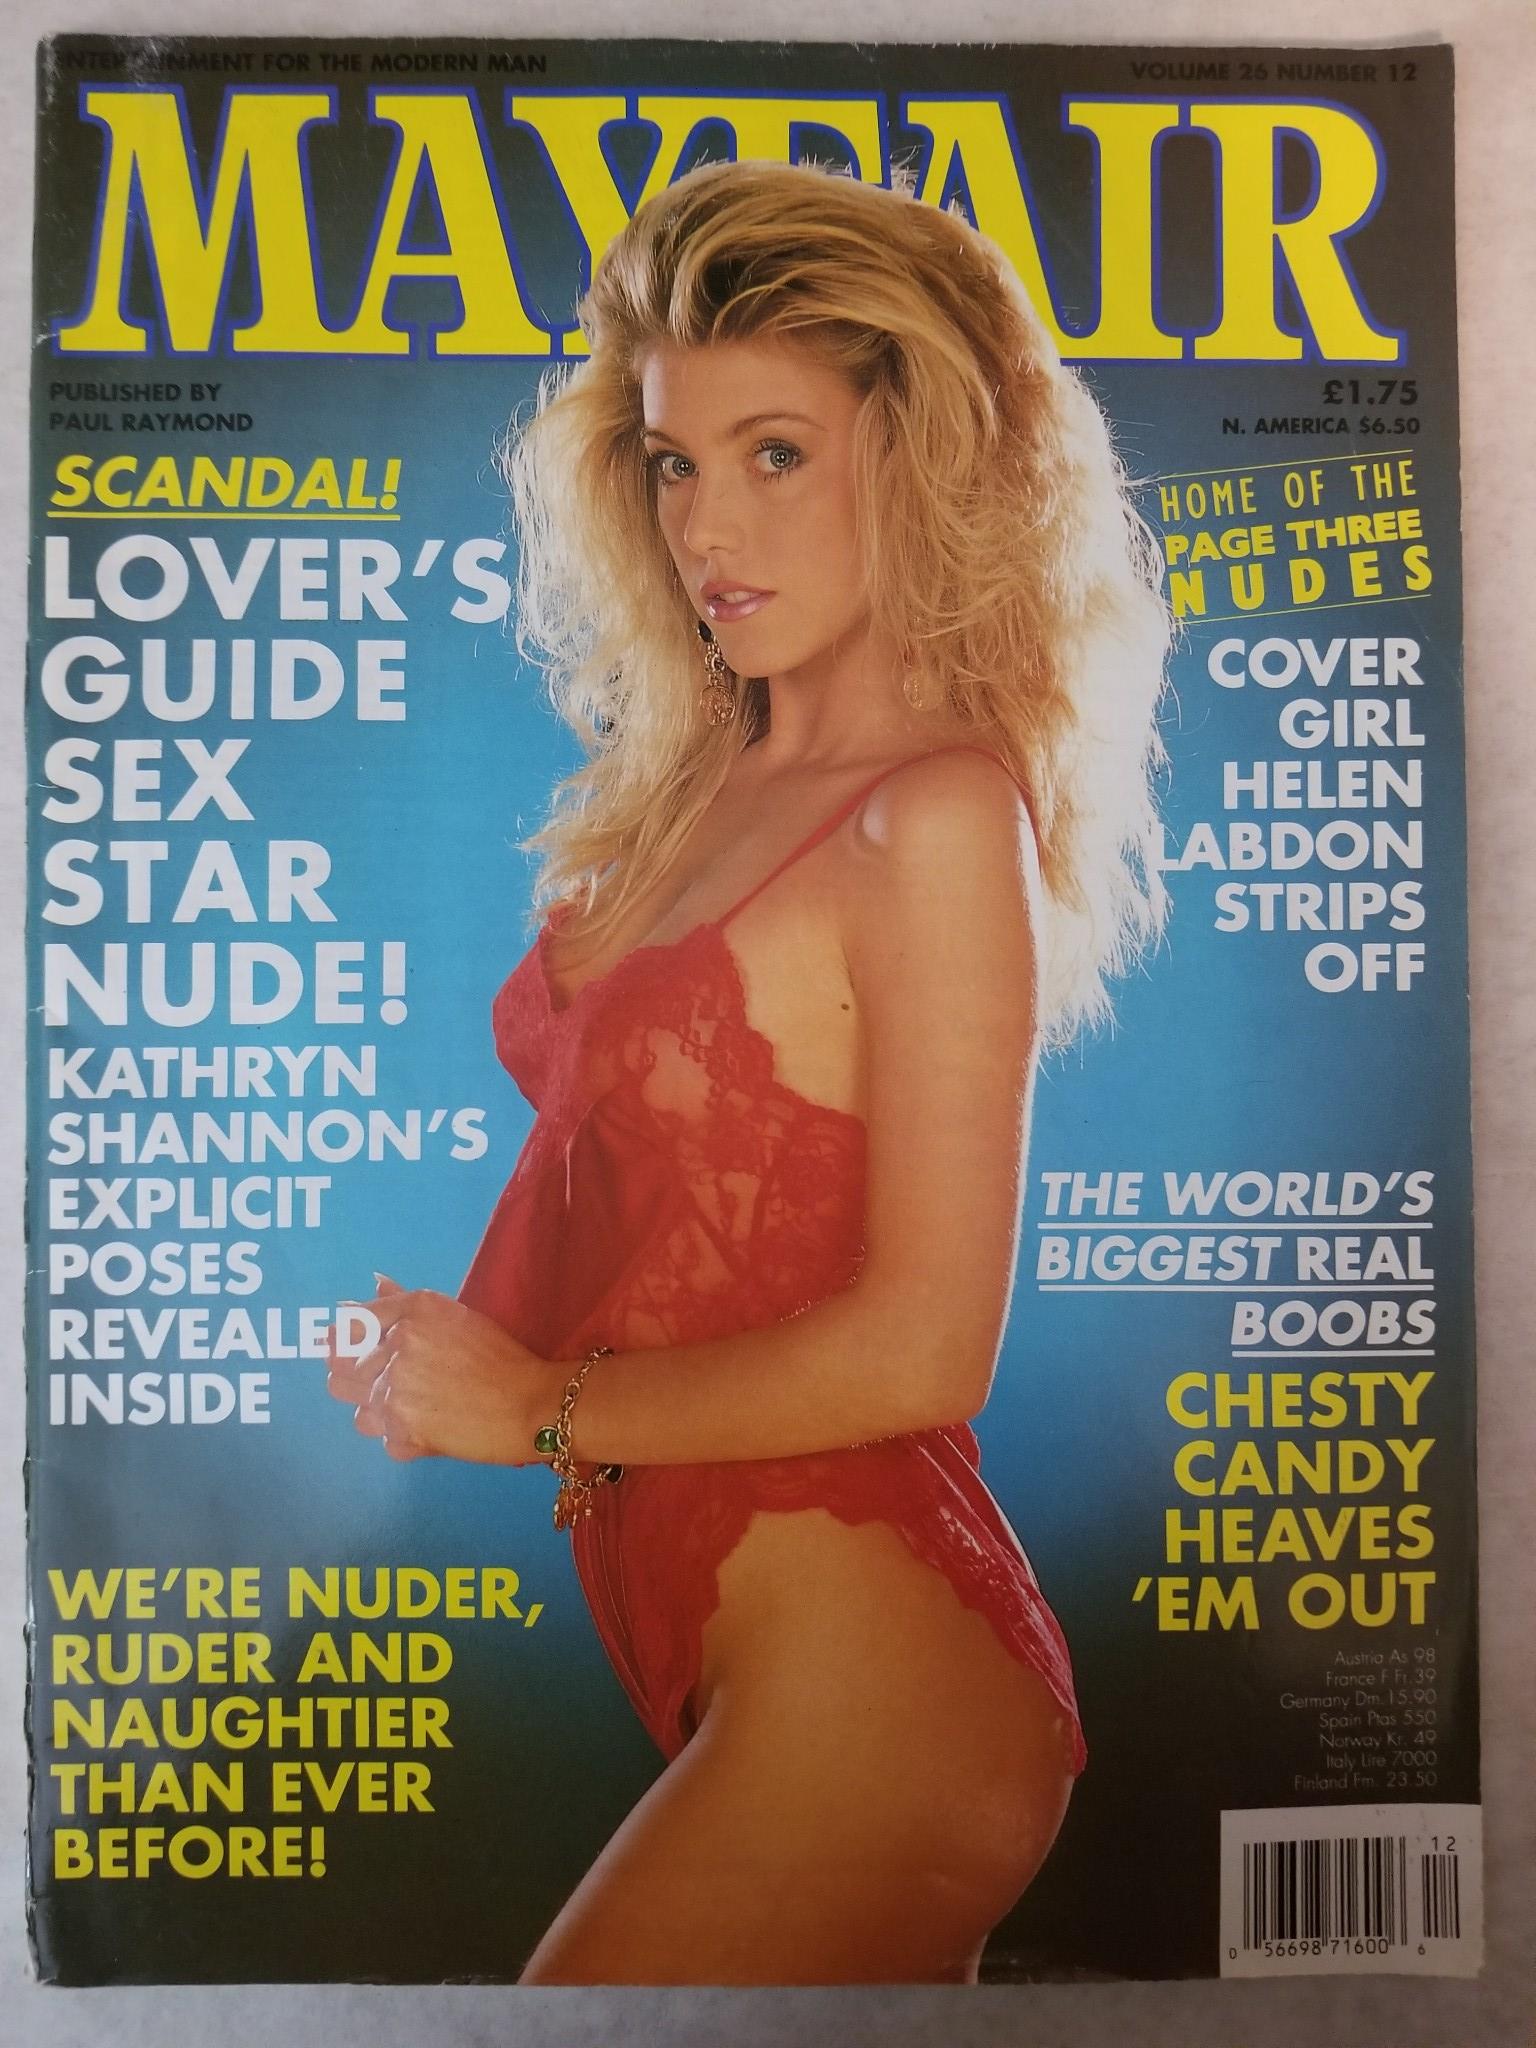 ENTERTAINMENT FOR THE MODERN MAN
VOLUME 26 NUMBER 12
MAYFAIR
PUBLISHED BY
PAUL RAYMOND
£1.75
N. AMERICA $6.50
SCANDAL!
LOVER'S
GUIDE
SEX
STAR
NUDE!
KATHRYN
SHANNON'S
EXPLICIT
POSES
REVEALED
INSIDE
WE'RE NUDER,
RUDER AND
NAUGHTIER
THAN EVER
BEFORE!
HOME OF THE
PAGE THREE
NUDES
COVER
GIRL
HELEN
LABDON
STRIPS
OFF
THE WORLD'S
BIGGEST REAL
BOOBS
CHESTY
CANDY
HEAVES
'EM OUT
Austria As 98
France F Fr.39
Germany Dm.15.90
Spain Ptas 550
Norway Kr. 49
Italy Lire 7000
Finland Fm. 23.50
12
0 56698 71600 6